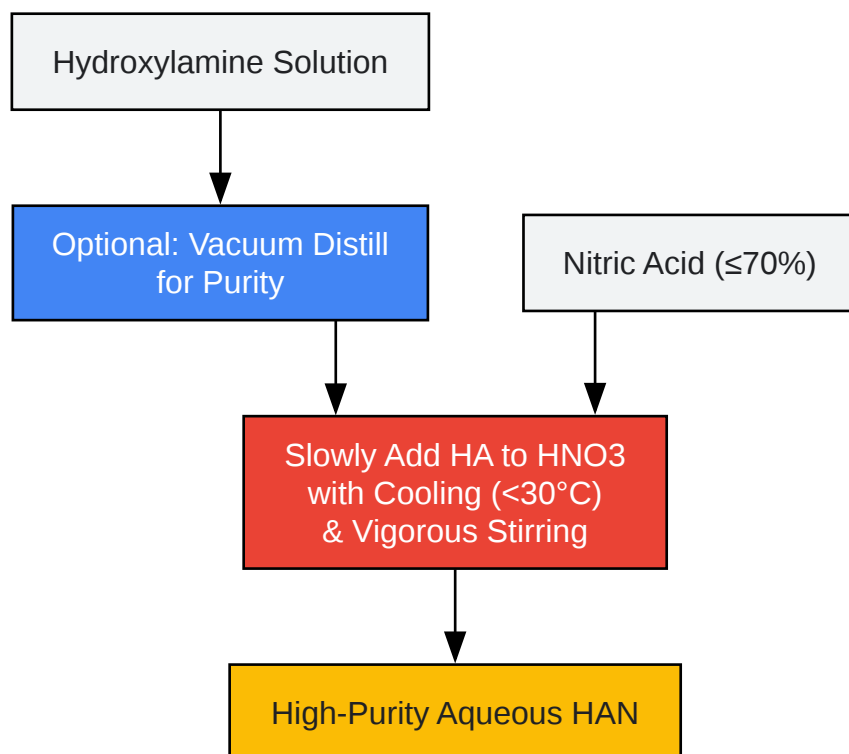 Hydroxylamine Solution
Optional: Vacuum Distill
for Purity
Nitric Acid (≤70%)
Slowly Add HA to HNO3
with Cooling (<30°C)
& Vigorous Stirring
High-Purity Aqueous HAN